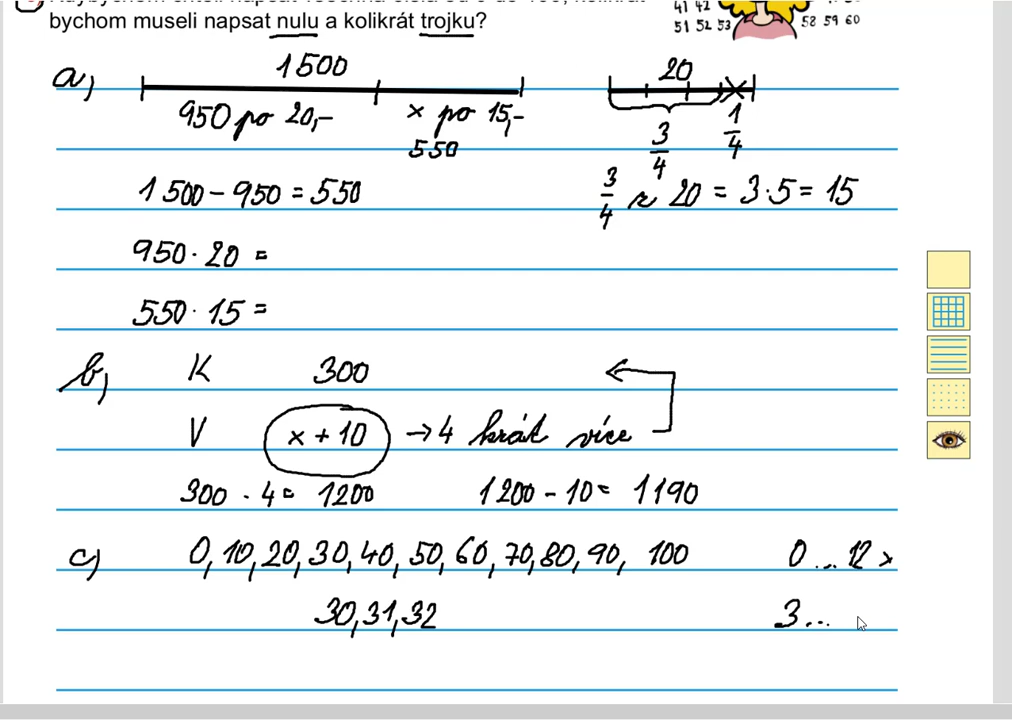 bychom museli napsat nulu a kolikrát trojku?
41 42
51 52 53
58 59 60
a) 1500 20
950 po 20,- x po 15,- 3/4 1/4
550
1 500 - 950 = 550 3/4 z 20 = 3·5 = 15
950 · 20 =
550 · 15 =
b) K 300
V x + 10 → 4 krát více
300 · 4 = 1200 1200 - 10 = 1190
c) 0, 10, 20, 30, 40, 50, 60, 70, 80, 90, 100 0 ... 12 x
30, 31, 32 3 ...